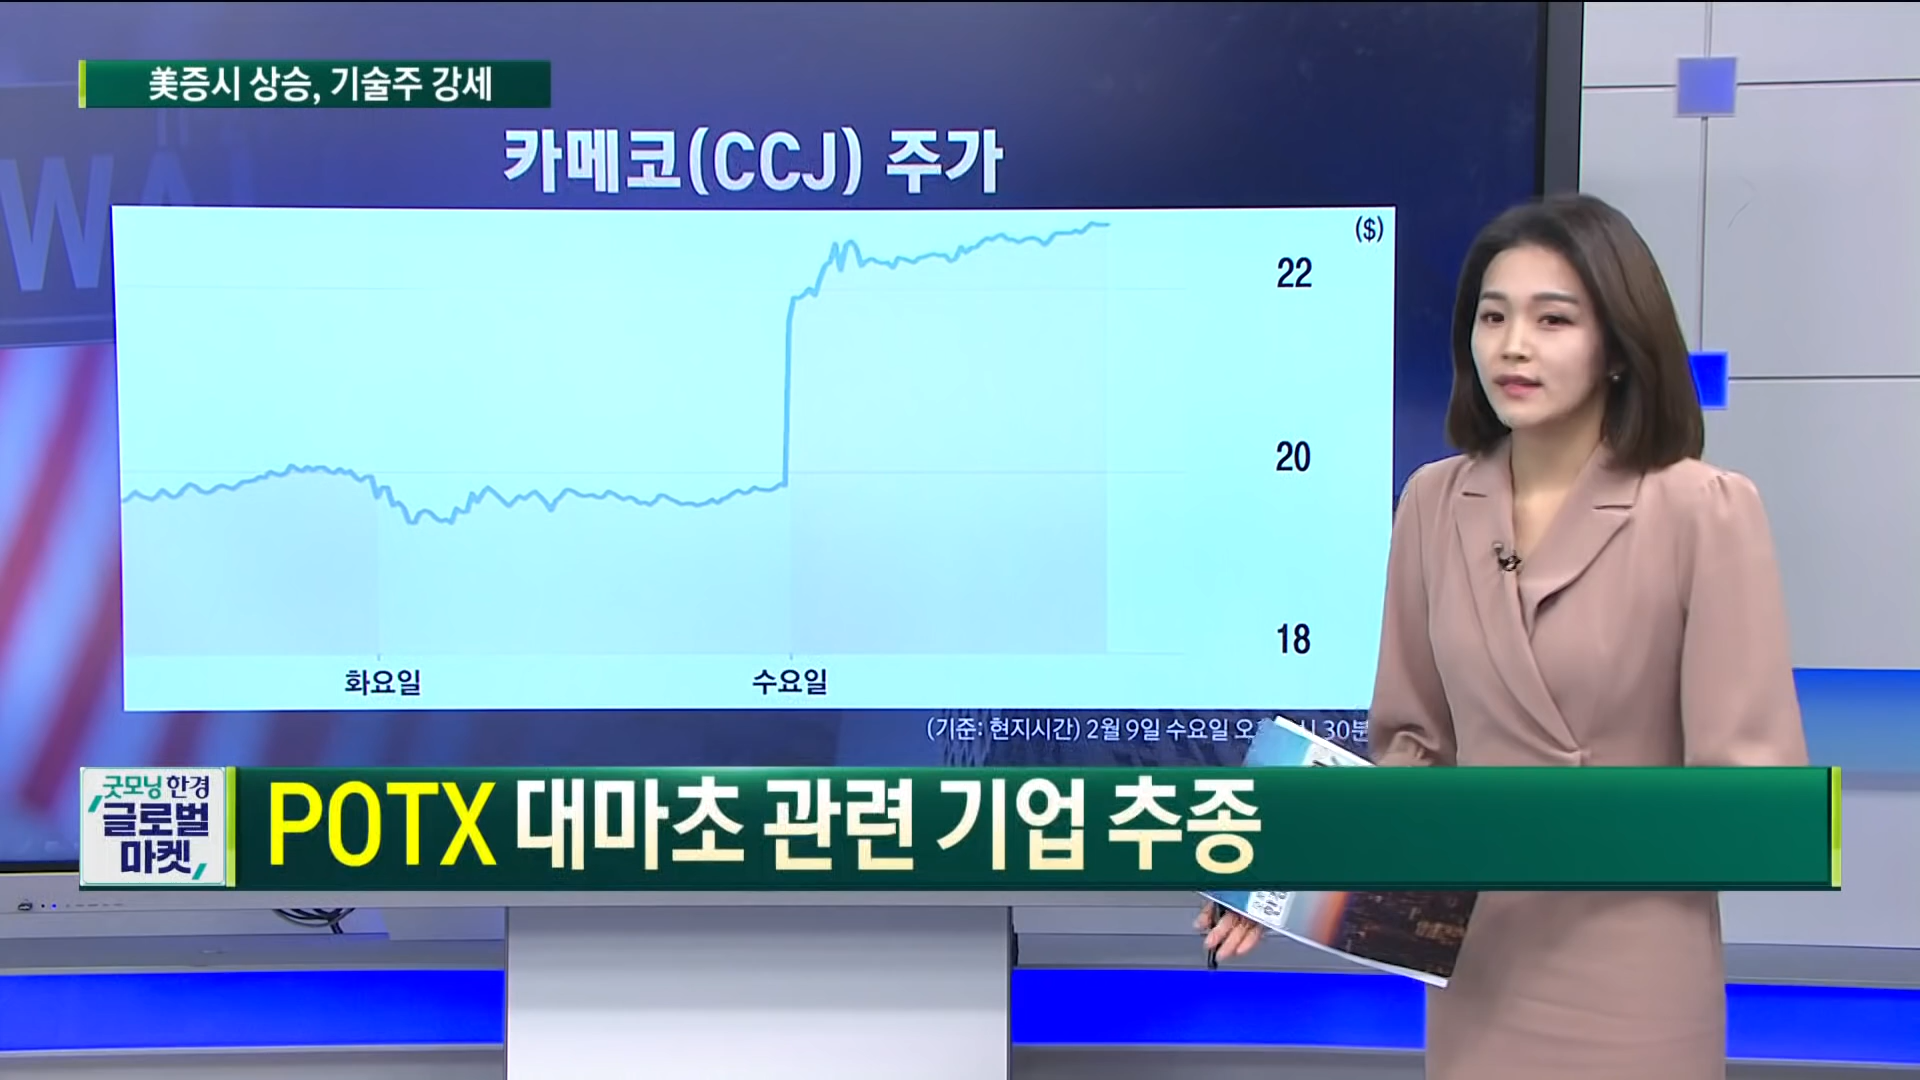 美증시 상승, 기술주 강세
카메코(CCJ) 주가
($)
22
20
18
화요일
수요일
(기준: 현지시간) 2월 9일 수요일 30분
굿모닝 한경
글로벌
마켓
POTX 대마초 관련 기업 추종